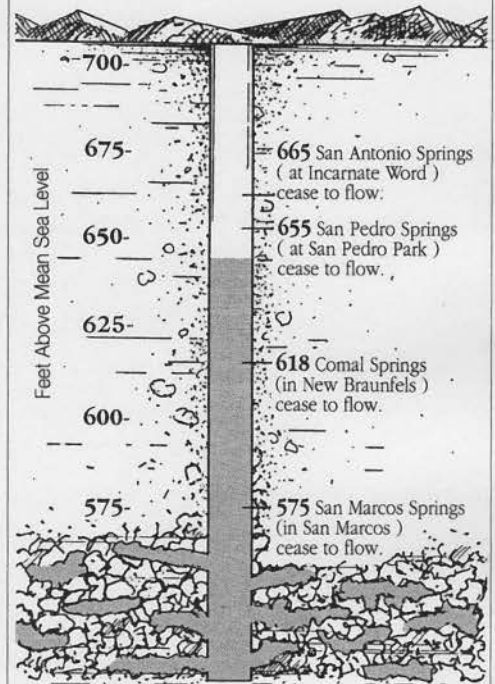 700-
675-
650-
625-
600-
575-
Feet Above Mean Sea Level
665 San Antonio Springs
( at Incarnate Word )
cease to flow.
655 San Pedro Springs
( at San Pedro Park )
cease to flow.
618 Comal Springs
(in New Braunfels )
cease to flow.
575 San Marcos Springs
(in San Marcos )
cease to flow.